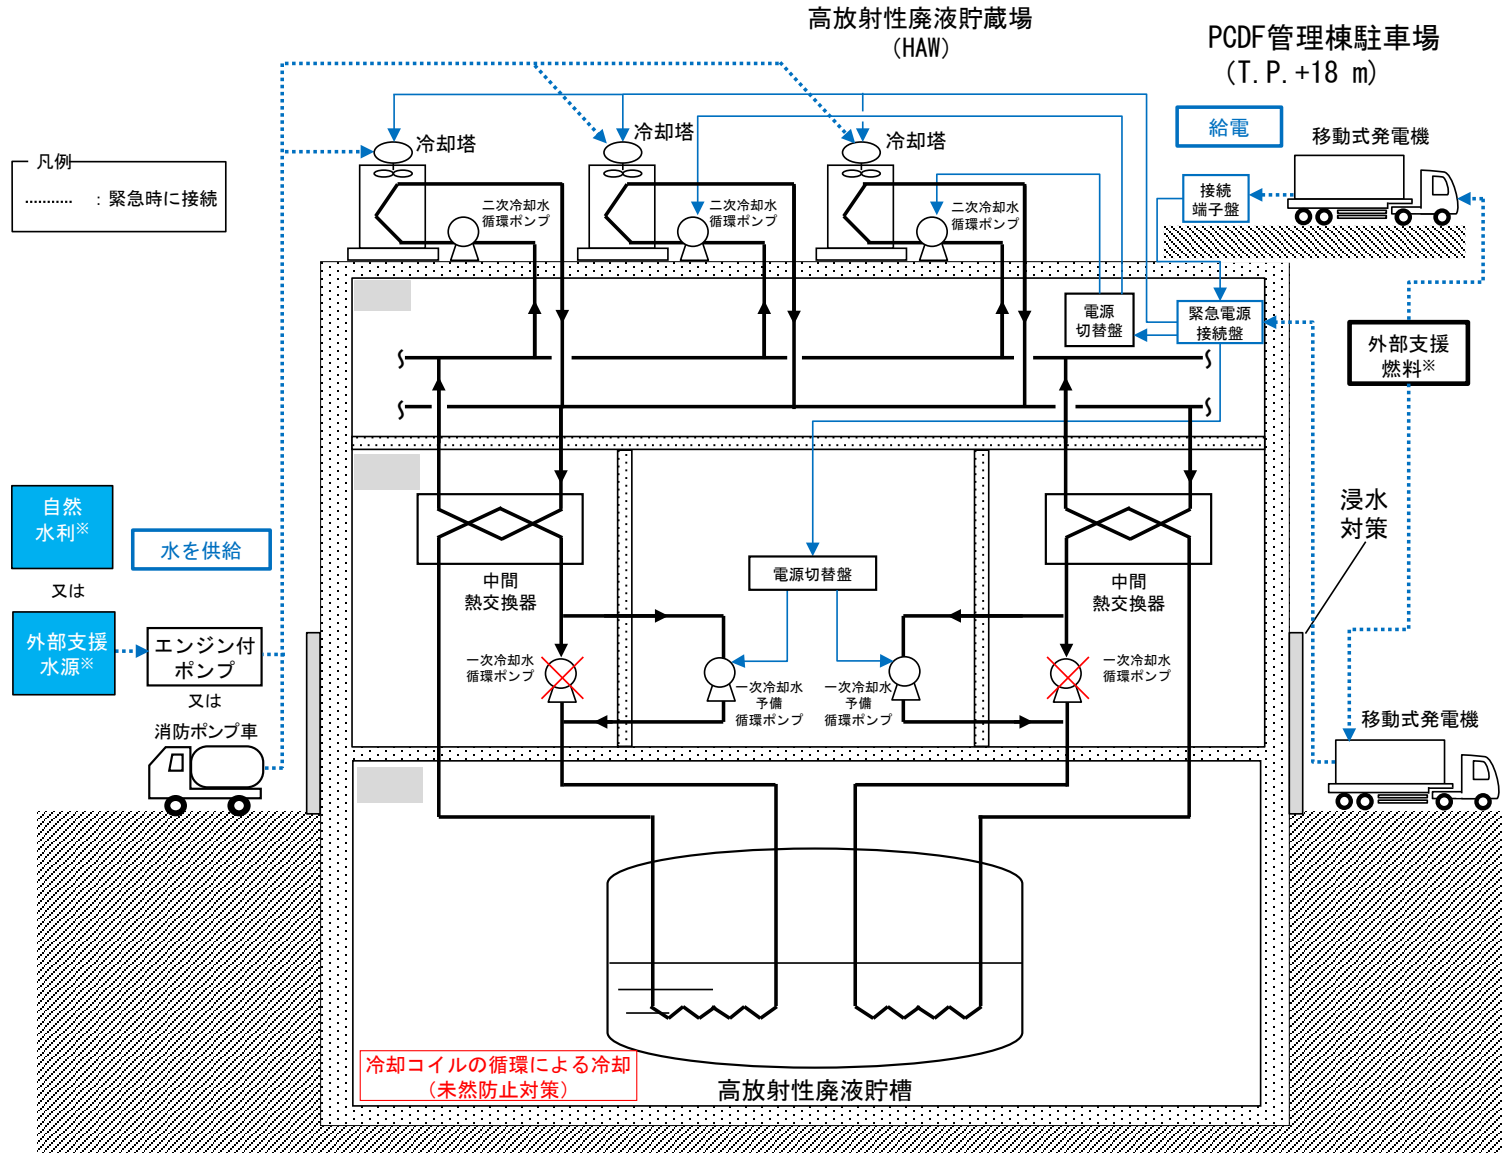 高放射性廃液貯蔵場
（HAW）
PCDF管理棟駐車場
（T.P.+18 m）
給電
移動式発電機
接続
端子盤
凡例
………… ：緊急時に接続
冷却塔
冷却塔
冷却塔
二次冷却水
循環ポンプ
二次冷却水
循環ポンプ
二次冷却水
循環ポンプ
電源
切替盤
緊急電源
接続盤
外部支援
燃料※
自然
水利※
水を供給
又は
外部支援
水源※
エンジン付
ポンプ
又は
消防ポンプ車
中間
熱交換器
電源切替盤
中間
熱交換器
浸水
対策
一次冷却水
循環ポンプ
一次冷却水
予備
循環ポンプ
一次冷却水
予備
循環ポンプ
一次冷却水
循環ポンプ
移動式発電機
冷却コイルの循環による冷却
（未然防止対策）
高放射性廃液貯槽